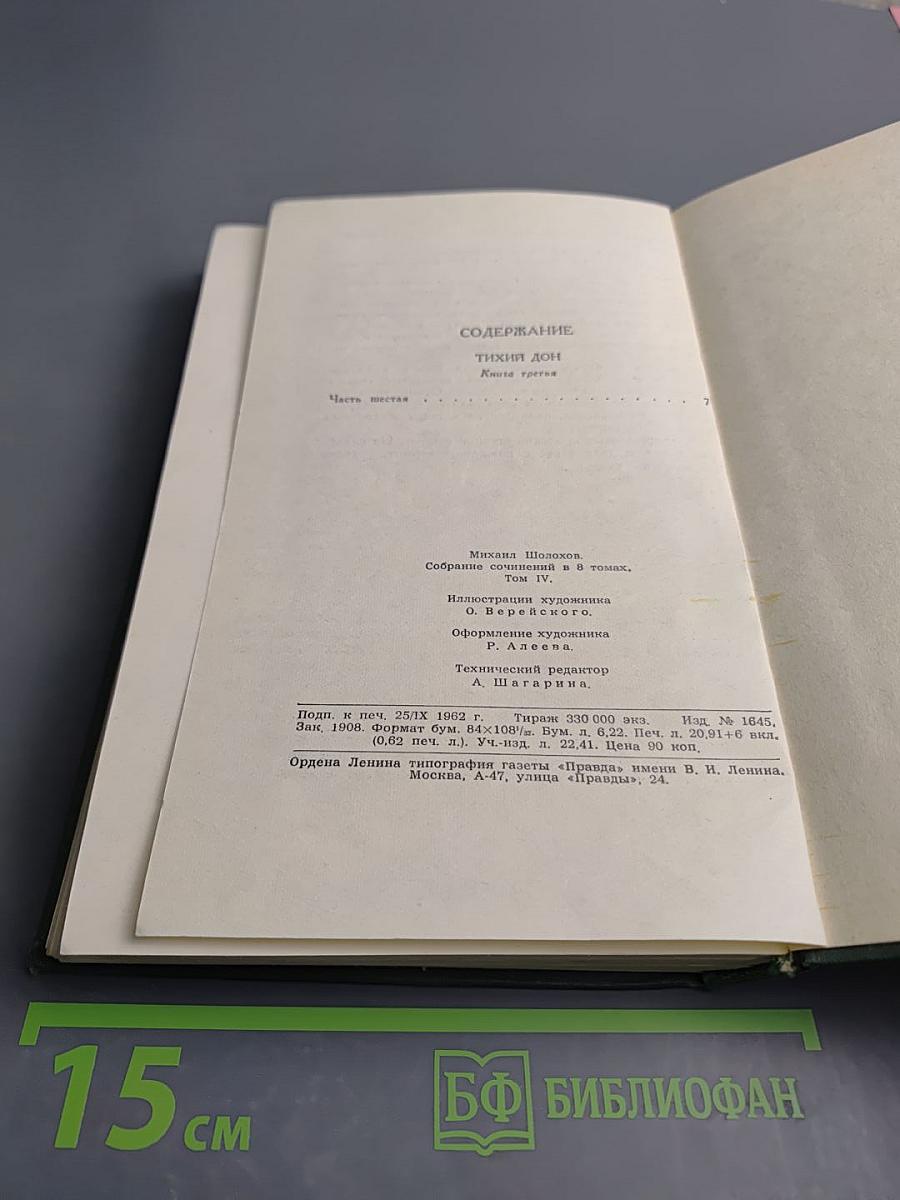 СОДЕРЖАНИЕ
ТИХИЙ ДОН
Книга третья
Часть шестая . . . . . . . . . . . . . . . . . . 7
Михаил Шолохов.
Собрание сочинений в 8 томах.
Том IV.
Иллюстрации художника
О. Верейского.
Оформление художника
Р. Алеева.
Технический редактор
А. Шагарина.
Подп. к печ. 25/IX 1962 г. Тираж 330 000 экз. Изд. № 1645.
Зак. 1908. Формат бум. 84×108¹/₃₂. Бум. л. 6,22. Печ. л. 20,91+6 вкл.
(0,62 печ. л.). Уч.-изд. л. 22,41. Цена 90 коп.
Ордена Ленина типография газеты «Правда» имени В. И. Ленина.
Москва, А-47, улица «Правды», 24.
15 см
БФ БИБЛИОФАН